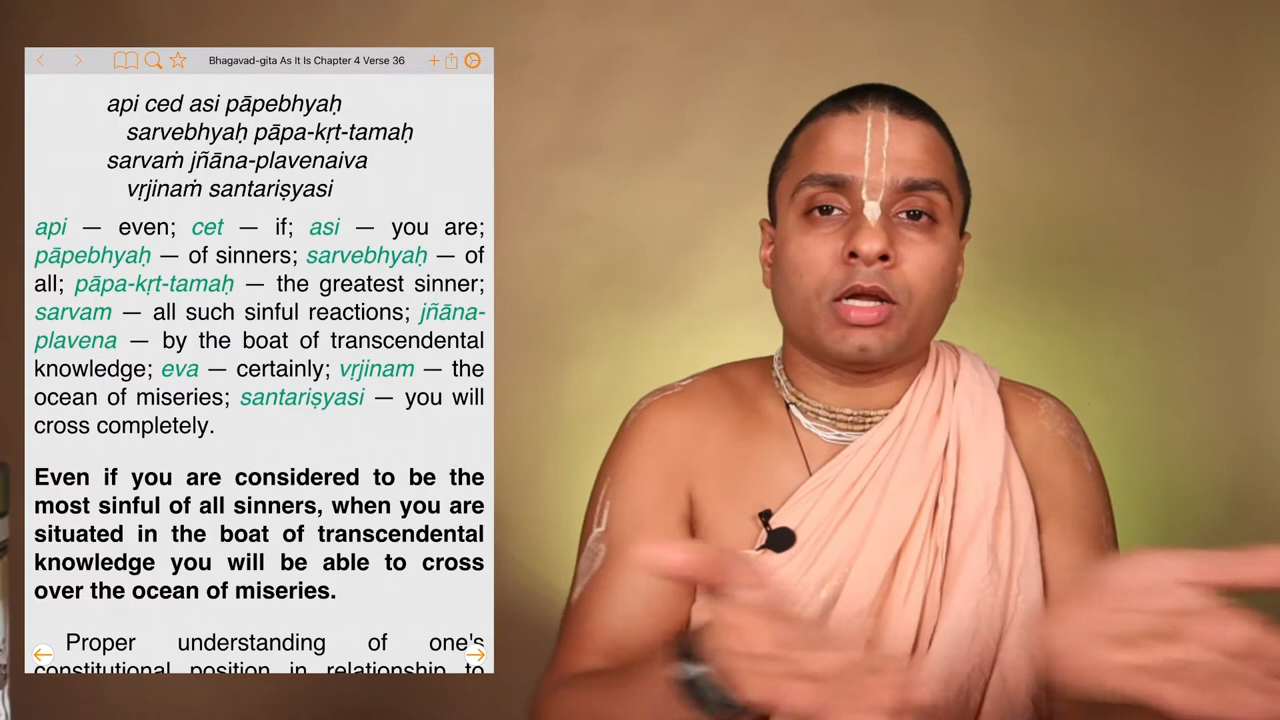 Bhagavad-gita As It Is Chapter 4 Verse 36
api ced asi pāpebhyaḥ
sarvebhyaḥ pāpa-kṛt-tamaḥ
sarvaṁ jñāna-plavenaiva
vṛjinaṁ santariṣyasi
api — even; cet — if; asi — you are;
pāpebhyaḥ — of sinners; sarvebhyaḥ — of
all; pāpa-kṛt-tamaḥ — the greatest sinner;
sarvam — all such sinful reactions; jñāna-
plavena — by the boat of transcendental
knowledge; eva — certainly; vṛjinam — the
ocean of miseries; santariṣyasi — you will
cross completely.
Even if you are considered to be the
most sinful of all sinners, when you are
situated in the boat of transcendental
knowledge you will be able to cross
over the ocean of miseries.
Proper understanding of one's
constitutional position in relationship to